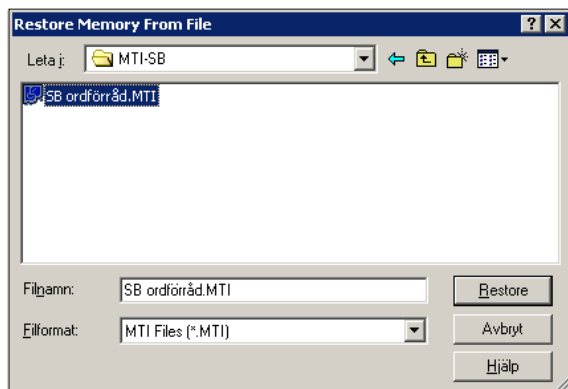 Restore Memory From File
Leta i: MTI-SB
SB ordförråd.MTI
Filnamn: SB ordförråd.MTI Restore
Filformat: MTI Files (*.MTI) Avbryt
Hjälp